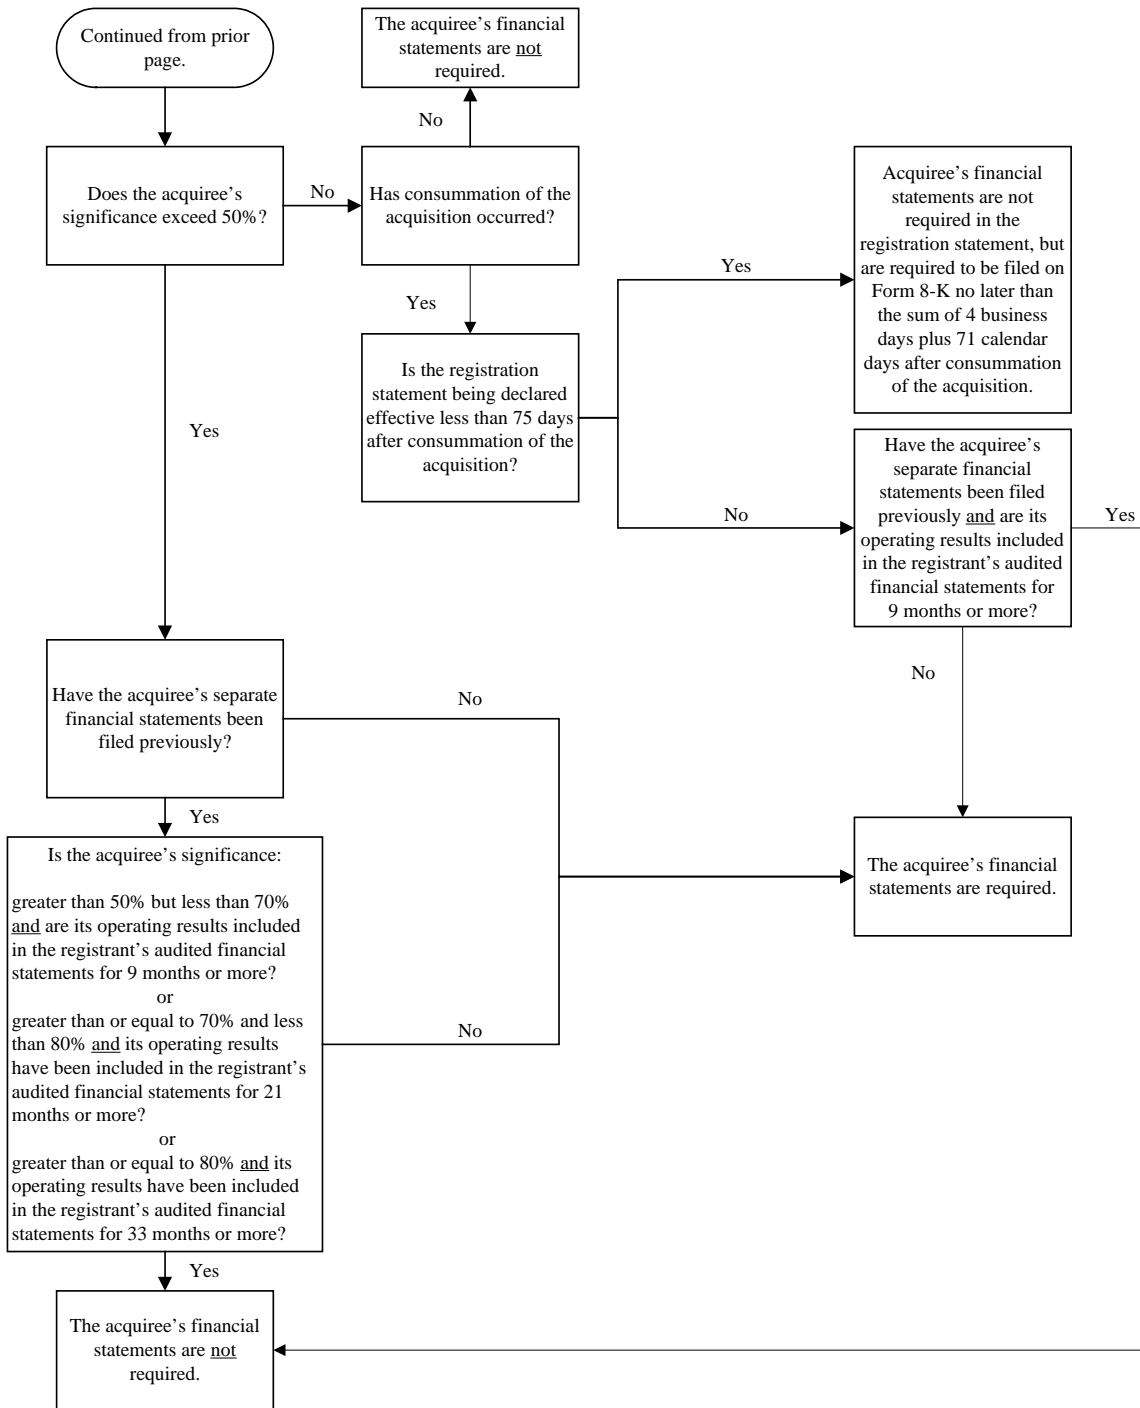 Continued from prior
page.
The acquiree’s financial
statements are not
required.
No
Does the acquiree’s
significance exceed 50%?
No
Has consummation of the
acquisition occurred?
Yes
Is the registration
statement being declared
effective less than 75 days
after consummation of the
acquisition?
Yes
Acquiree’s financial
statements are not
required in the
registration statement, but
are required to be filed on
Form 8-K no later than
the sum of 4 business
days plus 71 calendar
days after consummation
of the acquisition.
No
Have the acquiree’s
separate financial
statements been filed
previously and are its
operating results included
in the registrant’s audited
financial statements for
9 months or more?
Yes
No
Yes
Have the acquiree’s separate
financial statements been
filed previously?
No
Yes
The acquiree’s financial
statements are required.
Is the acquiree’s significance:
greater than 50% but less than 70%
and are its operating results included
in the registrant’s audited financial
statements for 9 months or more?
or
greater than or equal to 70% and less
than 80% and its operating results
have been included in the registrant’s
audited financial statements for 21
months or more?
or
greater than or equal to 80% and its
operating results have been included
in the registrant’s audited financial
statements for 33 months or more?
No
Yes
The acquiree’s financial
statements are not
required.